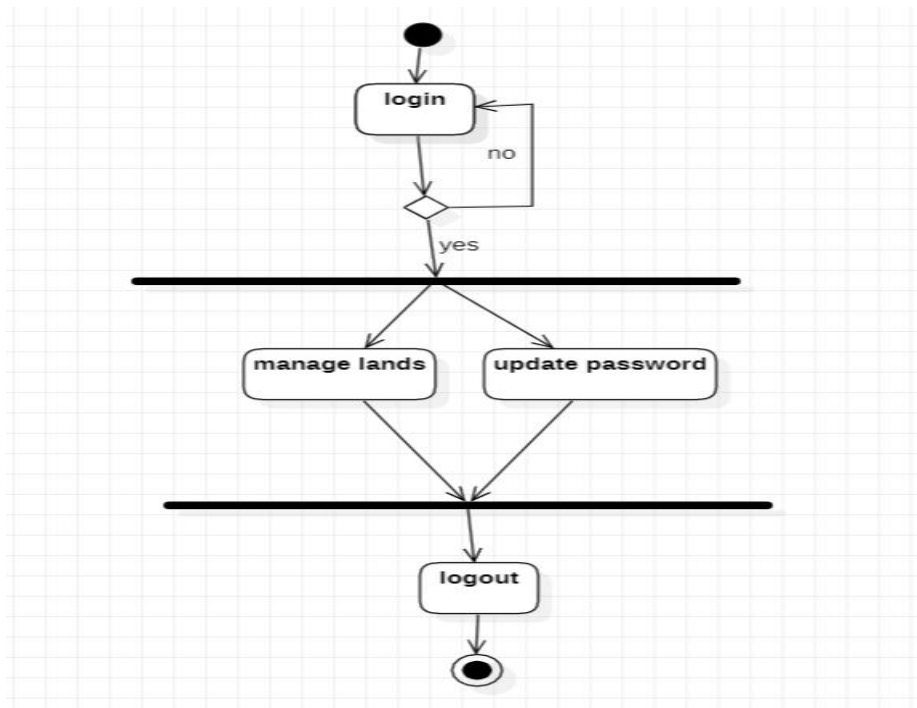 login
no
yes
manage lands
update password
logout